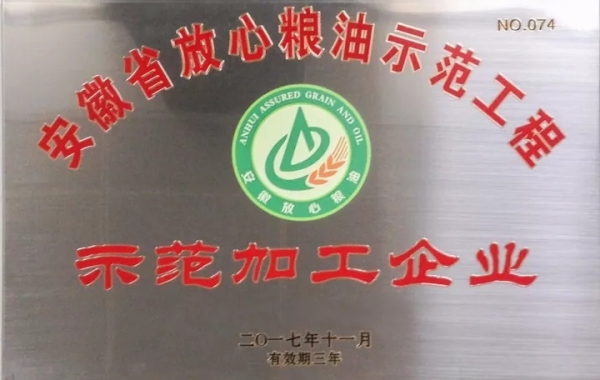 NO.074
安徽省放心粮油示范工程
ANHUI ASSURED GRAIN AND OIL
安徽放心粮油
示范加工企业
二〇一七年十一月
有效期三年